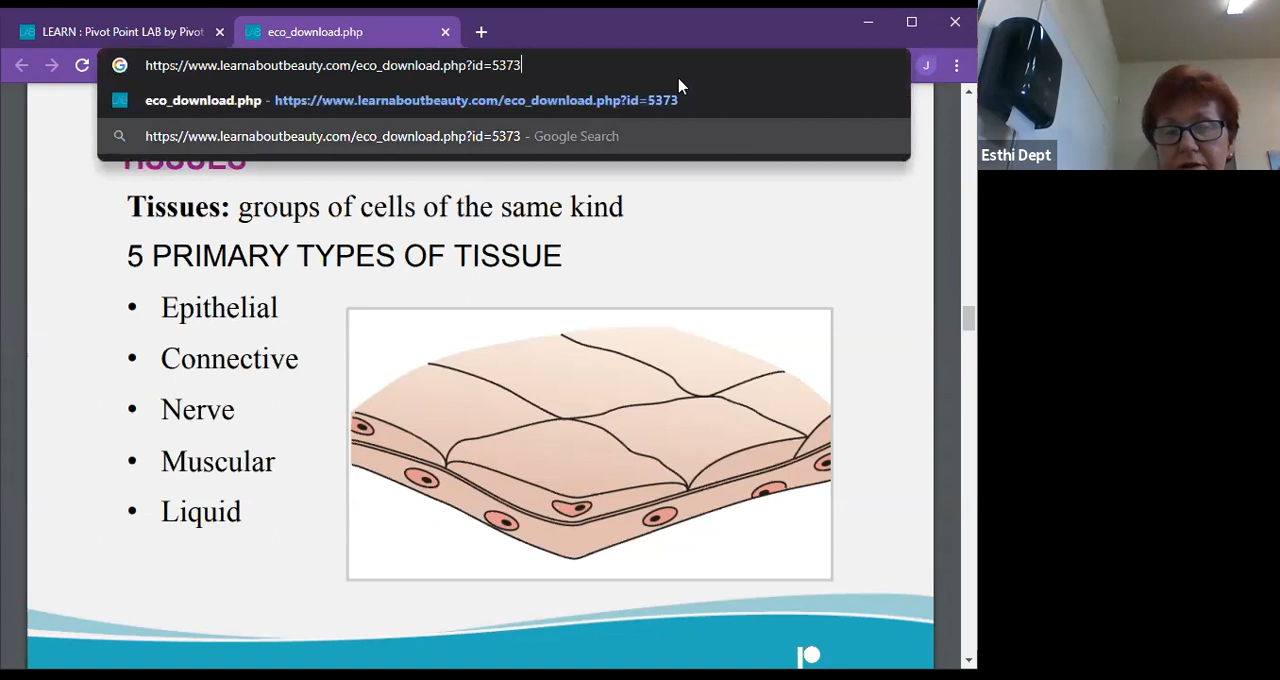 LEARN : Pivot Point LAB by Pivot
eco_download.php
https://www.learnaboutbeauty.com/eco_download.php?id=5373
J
eco_download.php - https://www.learnaboutbeauty.com/eco_download.php?id=5373
https://www.learnaboutbeauty.com/eco_download.php?id=5373 - Google Search
Esthi Dept
TISSUES
Tissues: groups of cells of the same kind
5 PRIMARY TYPES OF TISSUE
• Epithelial
• Connective
• Nerve
• Muscular
• Liquid